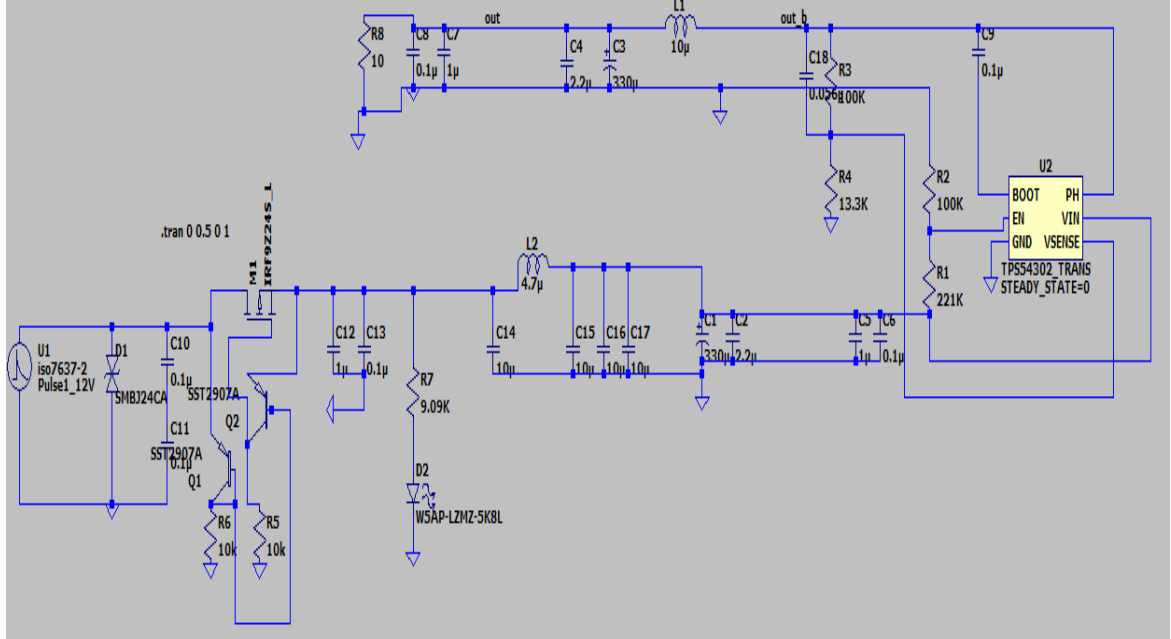 L1
out
out_b
R8
C8
C7
C9
C4
C3
10µ
C18
R3
10
0.1µ
1µ
2.2µ
330µ
0.056µ
100K
0.1µ
U2
R4
R2
13.3K
100K
BOOT
PH
EN
VIN
GND
VSENSE
TPS54302_TRANS
STEADY_STATE=0
R1
221K
.tran 0 0.5 0 1
M1
IRF9Z24S_L
L2
4.7µ
U1
iso7637-2
Pulse1_12V
D1
SMBJ24CA
C10
0.1µ
C11
0.1µ
SST2907A
Q2
SST2907A
Q1
C12
1µ
C13
0.1µ
C14
10µ
C15
10µ
C16
10µ
C17
10µ
C1
330µ
C2
2.2µ
C5
1µ
C6
0.1µ
R7
9.09K
D2
W5AP-LZMZ-5K8L
R6
10k
R5
10k